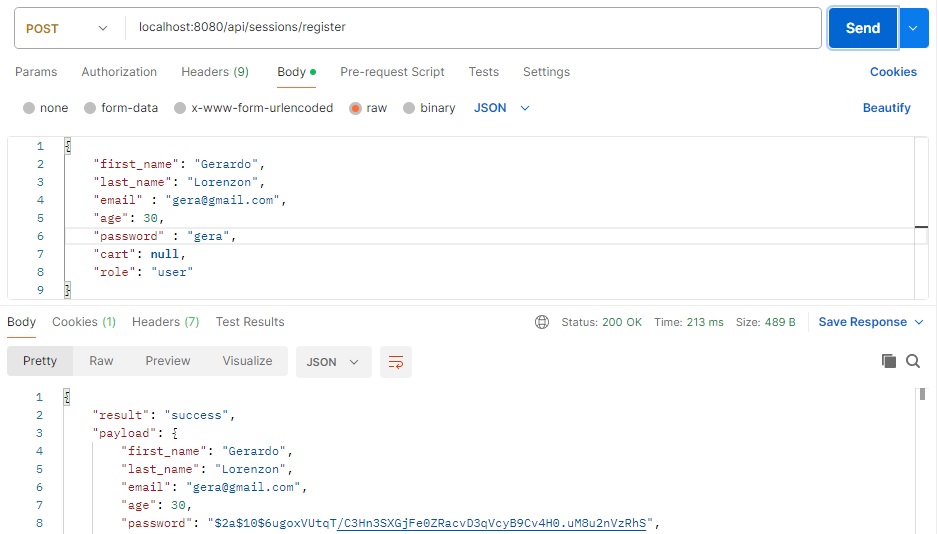 POST localhost:8080/api/sessions/register Send
Params Authorization Headers (9) Body Pre-request Script Tests Settings Cookies
none form-data x-www-form-urlencoded raw binary JSON Beautify
1 {
2 "first_name": "Gerardo",
3 "last_name": "Lorenzon",
4 "email" : "gera@gmail.com",
5 "age": 30,
6 "password" : "gera",
7 "cart": null,
8 "role": "user"
9 }
Body Cookies (1) Headers (7) Test Results Status: 200 OK Time: 213 ms Size: 489 B Save Response
Pretty Raw Preview Visualize JSON
1 {
2 "result": "success",
3 "payload": {
4 "first_name": "Gerardo",
5 "last_name": "Lorenzon",
6 "email": "gera@gmail.com",
7 "age": 30,
8 "password": "$2a$10$6ugoxVUtqT/C3Hn3SXGjFe0ZRacvD3qVcyB9Cv4H0.uM8u2nVzRhS",